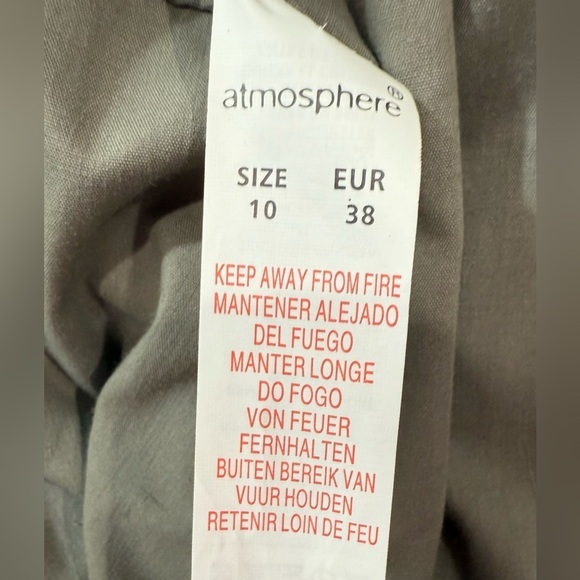 atmosphere®
SIZE EUR
10 38
KEEP AWAY FROM FIRE
MANTENER ALEJADO
DEL FUEGO
MANTER LONGE
DO FOGO
VON FEUER
FERNHALTEN
BUITEN BEREIK VAN
VUUR HOUDEN
RETENIR LOIN DE FEU